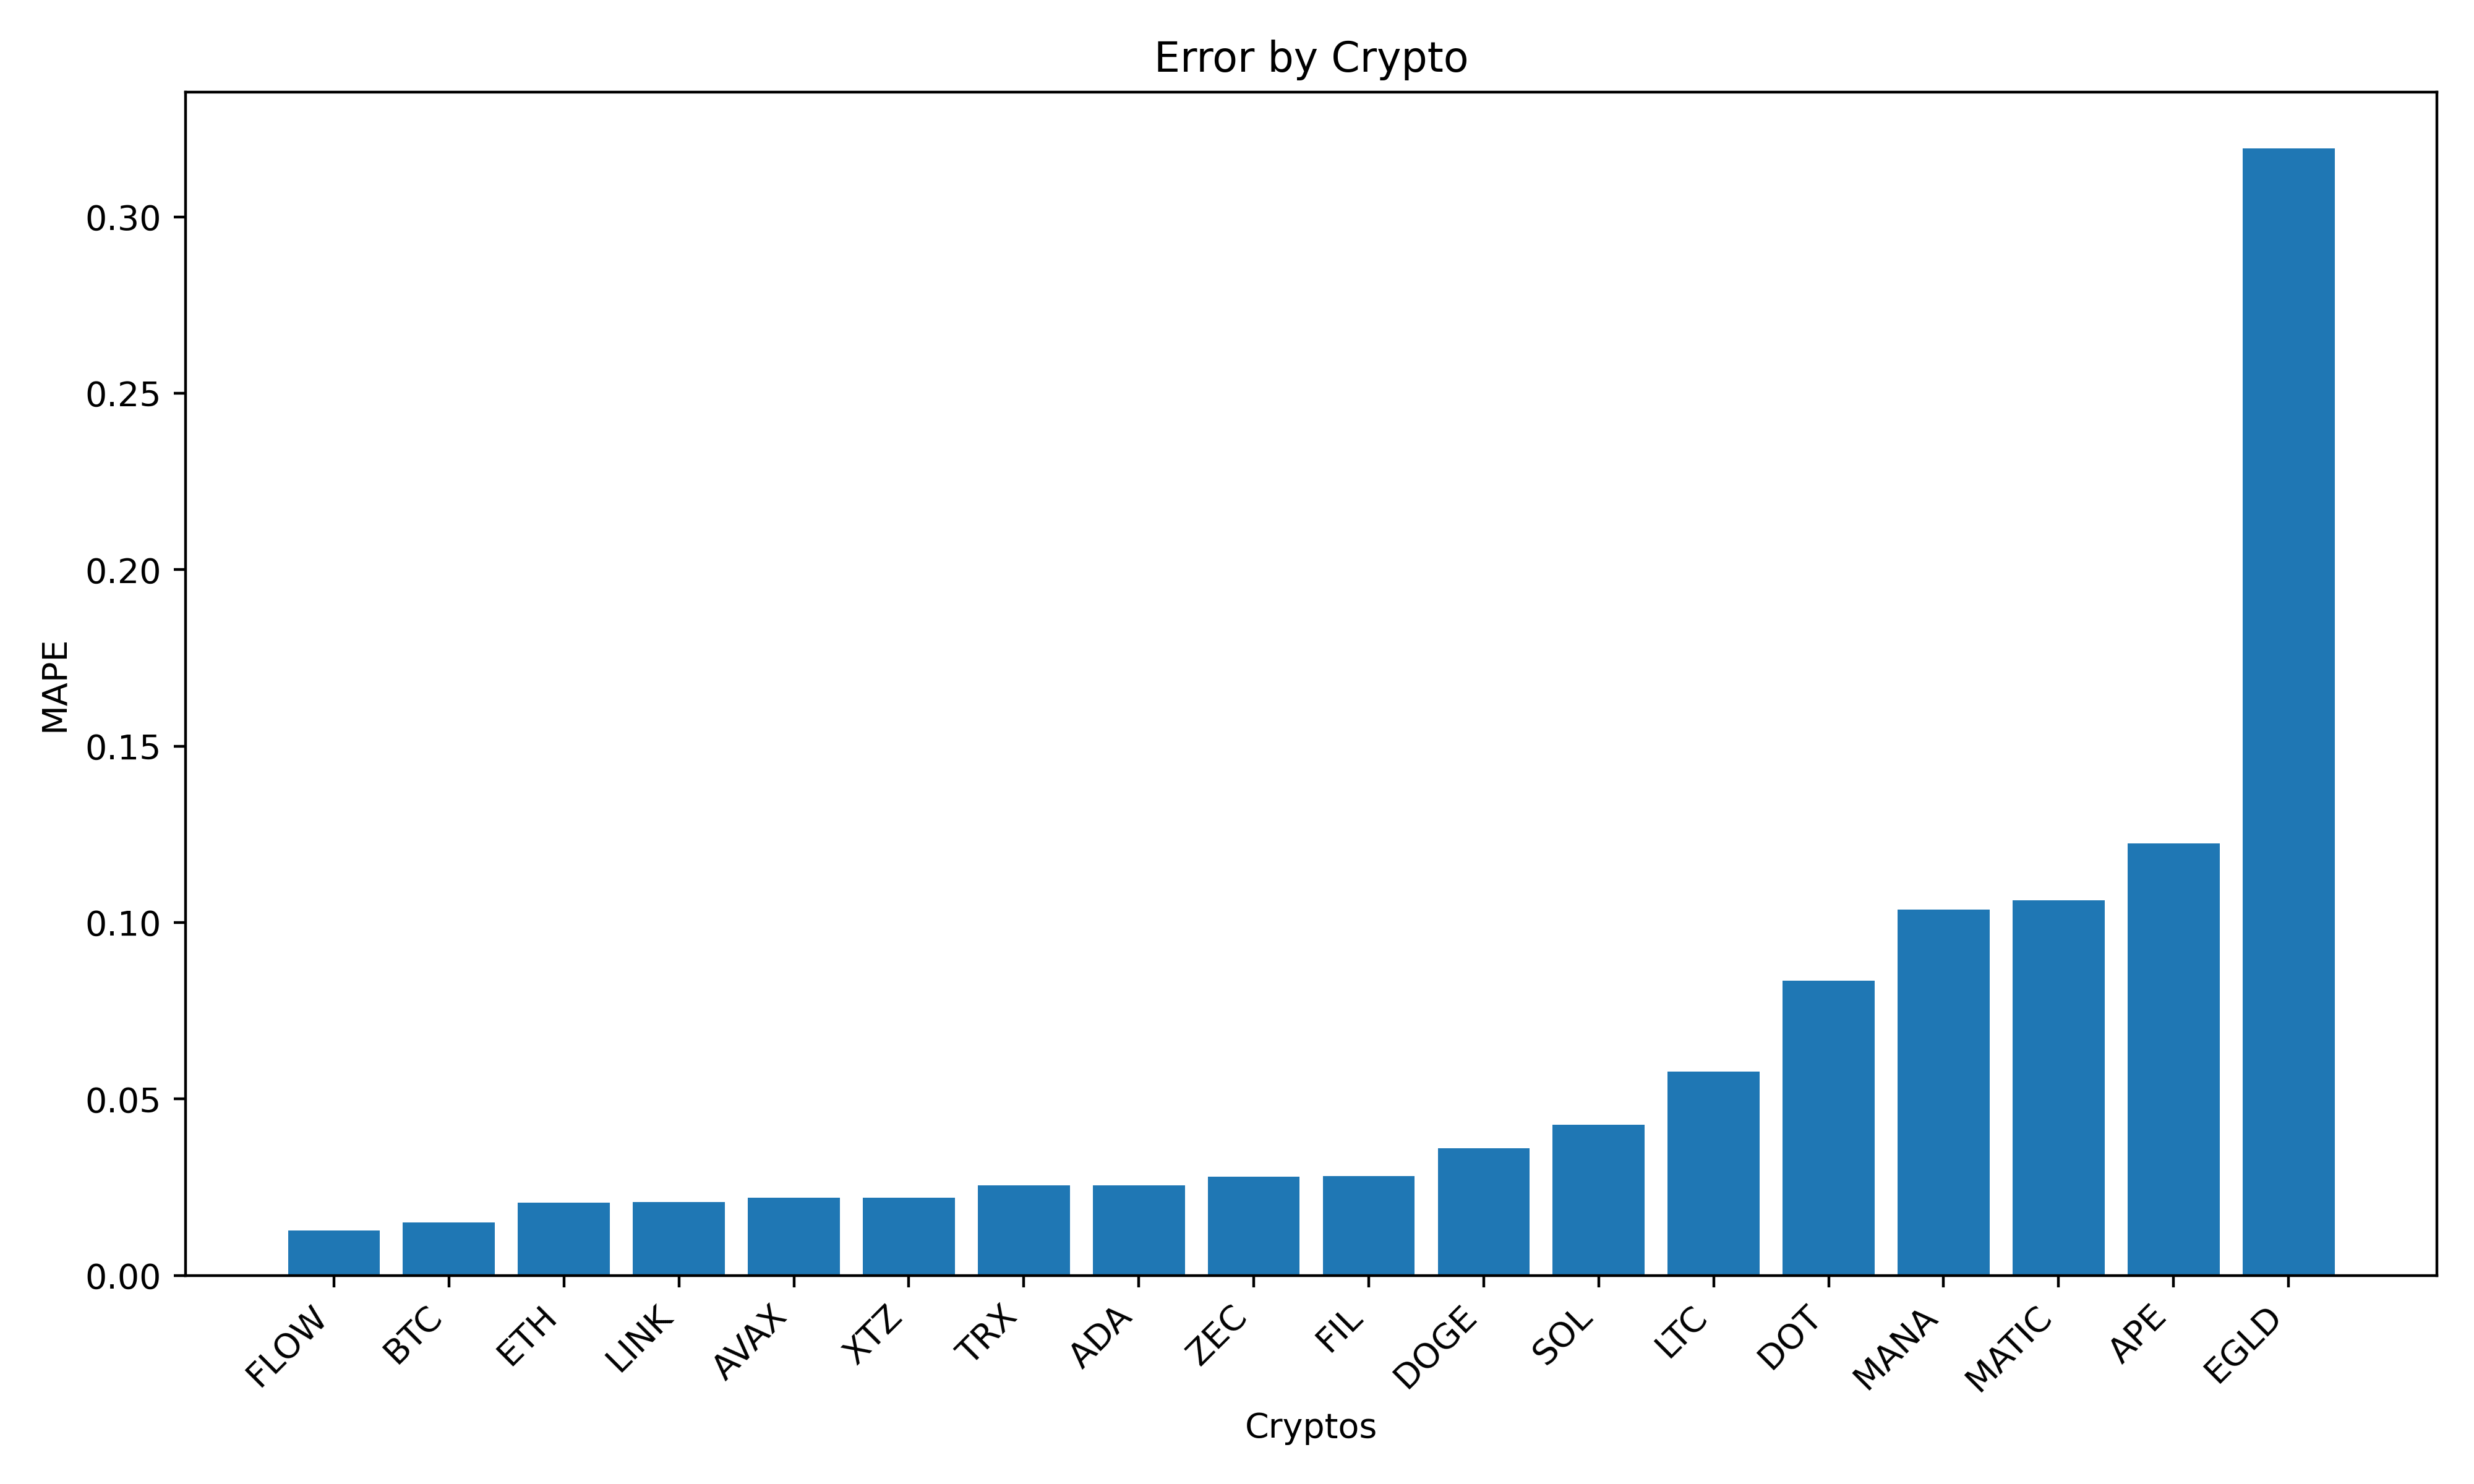 Error by Crypto
MAPE
0.30
0.25
0.20
0.15
0.10
0.05
0.00
FLOW
BTC
ETH
LINK
AVAX
XTZ
TRX
ADA
ZEC
FIL
DOGE
SOL
LTC
DOT
MANA
MATIC
APE
EGLD
Cryptos